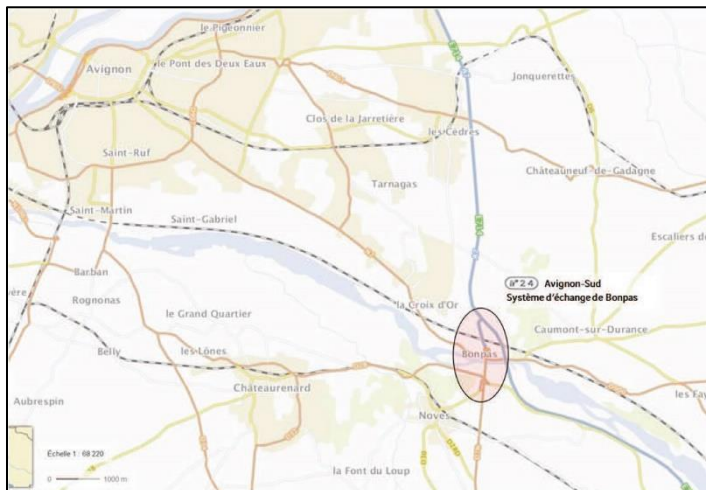 le Pigeonnier
Avignon
le Pont des Deux Eaux
Jonquerettes
Clos de la Jarretière
les Cèdres
Saint-Ruf
Châteauneuf-de-Gadagne
Tarnagas
Saint-Martin
Saint-Gabriel
Escaliers de
Barban
n°24 Avignon-Sud
Système d'échange de Bonpas
Rognonas
la Croix d'Or
le Grand Quartier
Caumont-sur-Durance
Belly
les Lônes
Bonpas
Châteaurenard
les Fa
Aubrespin
Noves
Échelle 1 : 68 220
0 1000 m
la Font du Loup